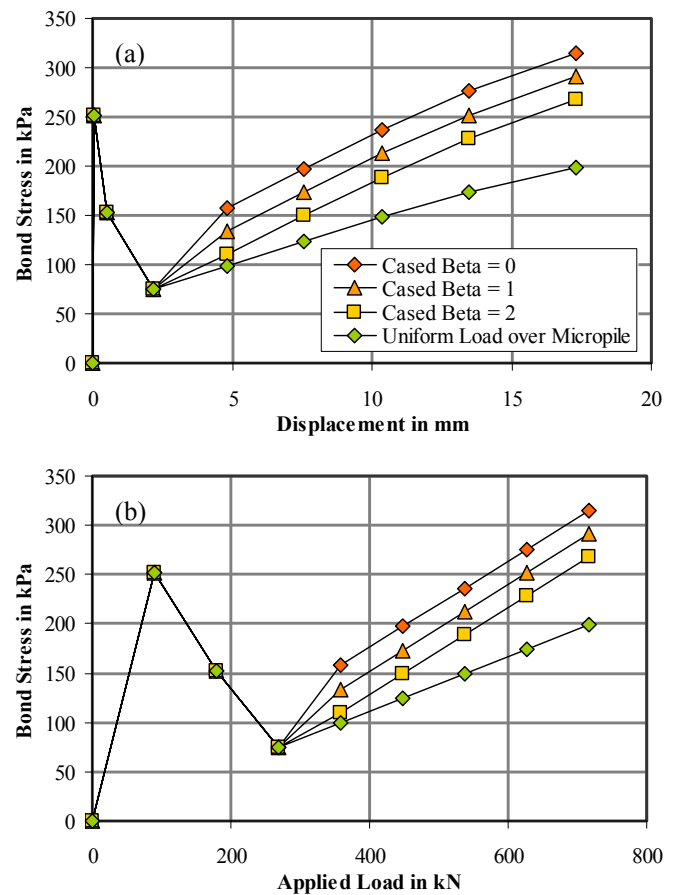 (a)
Bond Stress in kPa
350
300
250
200
150
100
50
0
Cased Beta = 0
Cased Beta = 1
Cased Beta = 2
Uniform Load over Micropile
0 5 10 15 20
Displacement in mm
(b)
Bond Stress in kPa
350
300
250
200
150
100
50
0
0 200 400 600 800
Applied Load in kN